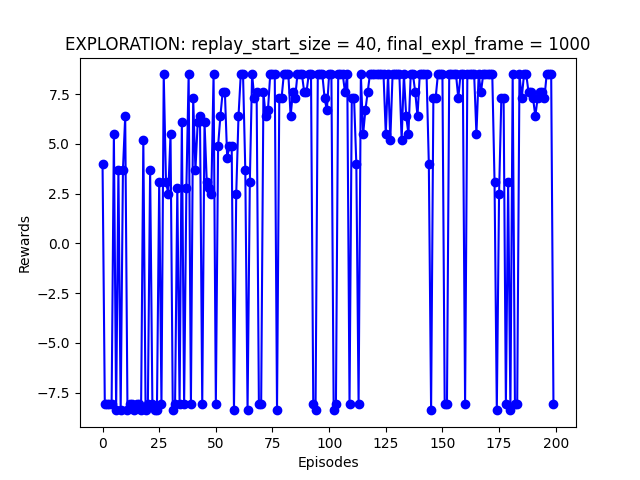 EXPLORATION: replay_start_size = 40, final_expl_frame = 1000
7.5
5.0
2.5
0.0
−2.5
−5.0
−7.5
Rewards
0 25 50 75 100 125 150 175 200
Episodes